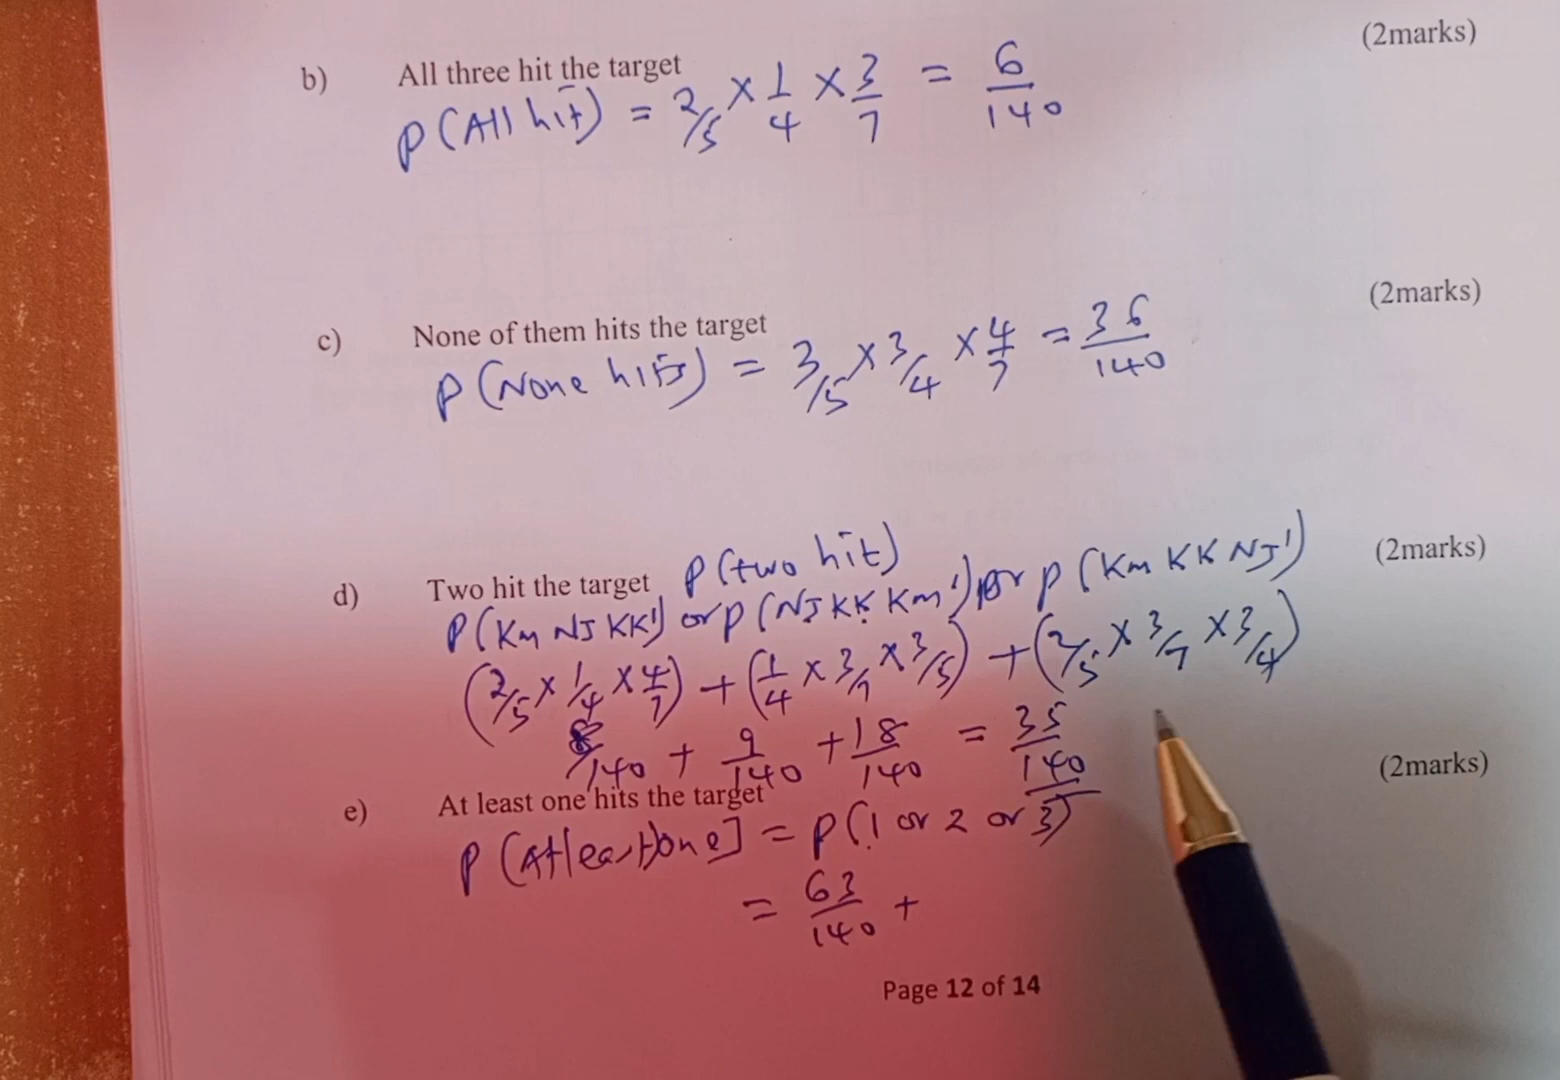 (2marks)
b) All three hit the target
P(All hit) = 2/5 × 1/4 × 3/7 = 6/140
(2marks)
c) None of them hits the target
P(None hits) = 3/5 × 3/4 × 4/7 = 36/140
d) Two hit the target P(two hit) (2marks)
P(Km NJ KK') or P(NJ KK Km') or P(Km KK NJ')
(2/5 × 1/4 × 4/7) + (1/4 × 3/7 × 3/5) + (2/5 × 3/7 × 3/4)
8/140 + 9/140 + 18/140 = 35/140
e) At least one hits the target (2marks)
P(At least one] = P(1 or 2 or 3)
= 63/140 +
Page 12 of 14